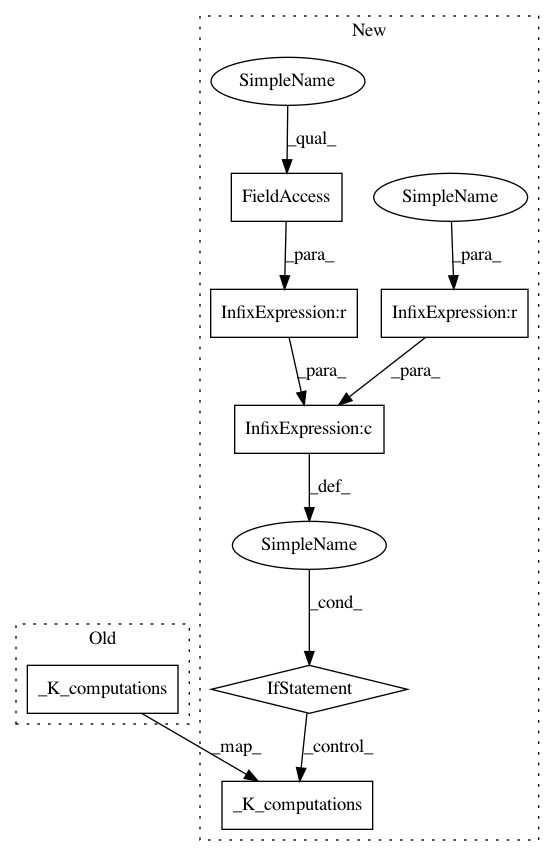 New
SimpleName
_qual_
FieldAccess
SimpleName
_para_
_para_
InfixExpression:r
InfixExpression:r
_para_
_para_
InfixExpression:c
_def_
SimpleName
_cond_
Old
_K_computations
IfStatement
_map_
_control_
_K_computations